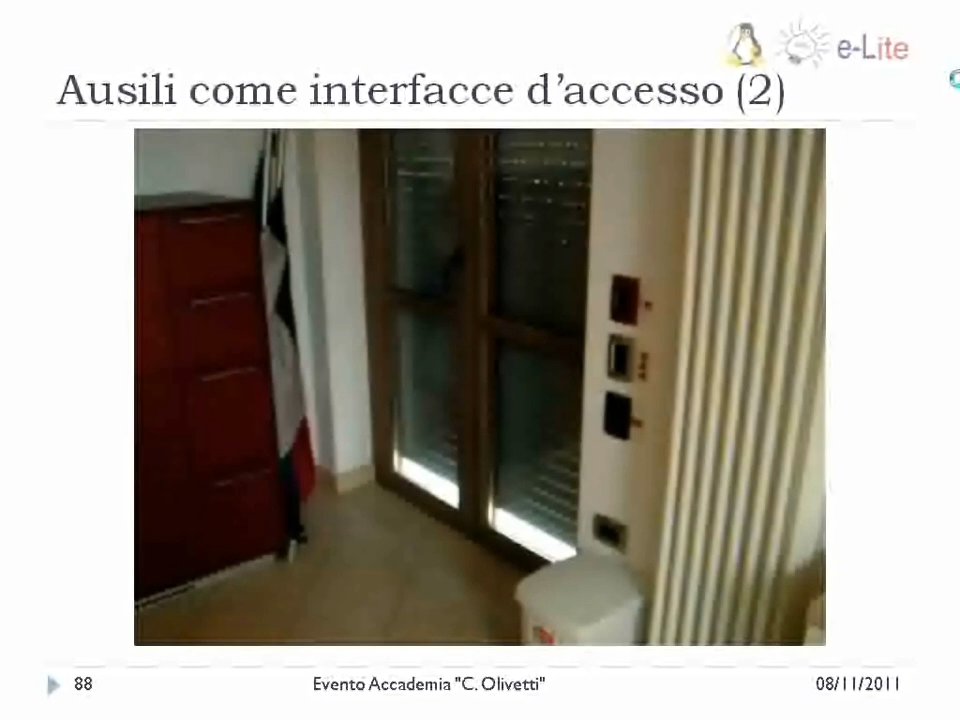 e-Lite
Ausili come interfacce d'accesso (2)
88
Evento Accademia "C. Olivetti"
08/11/2011